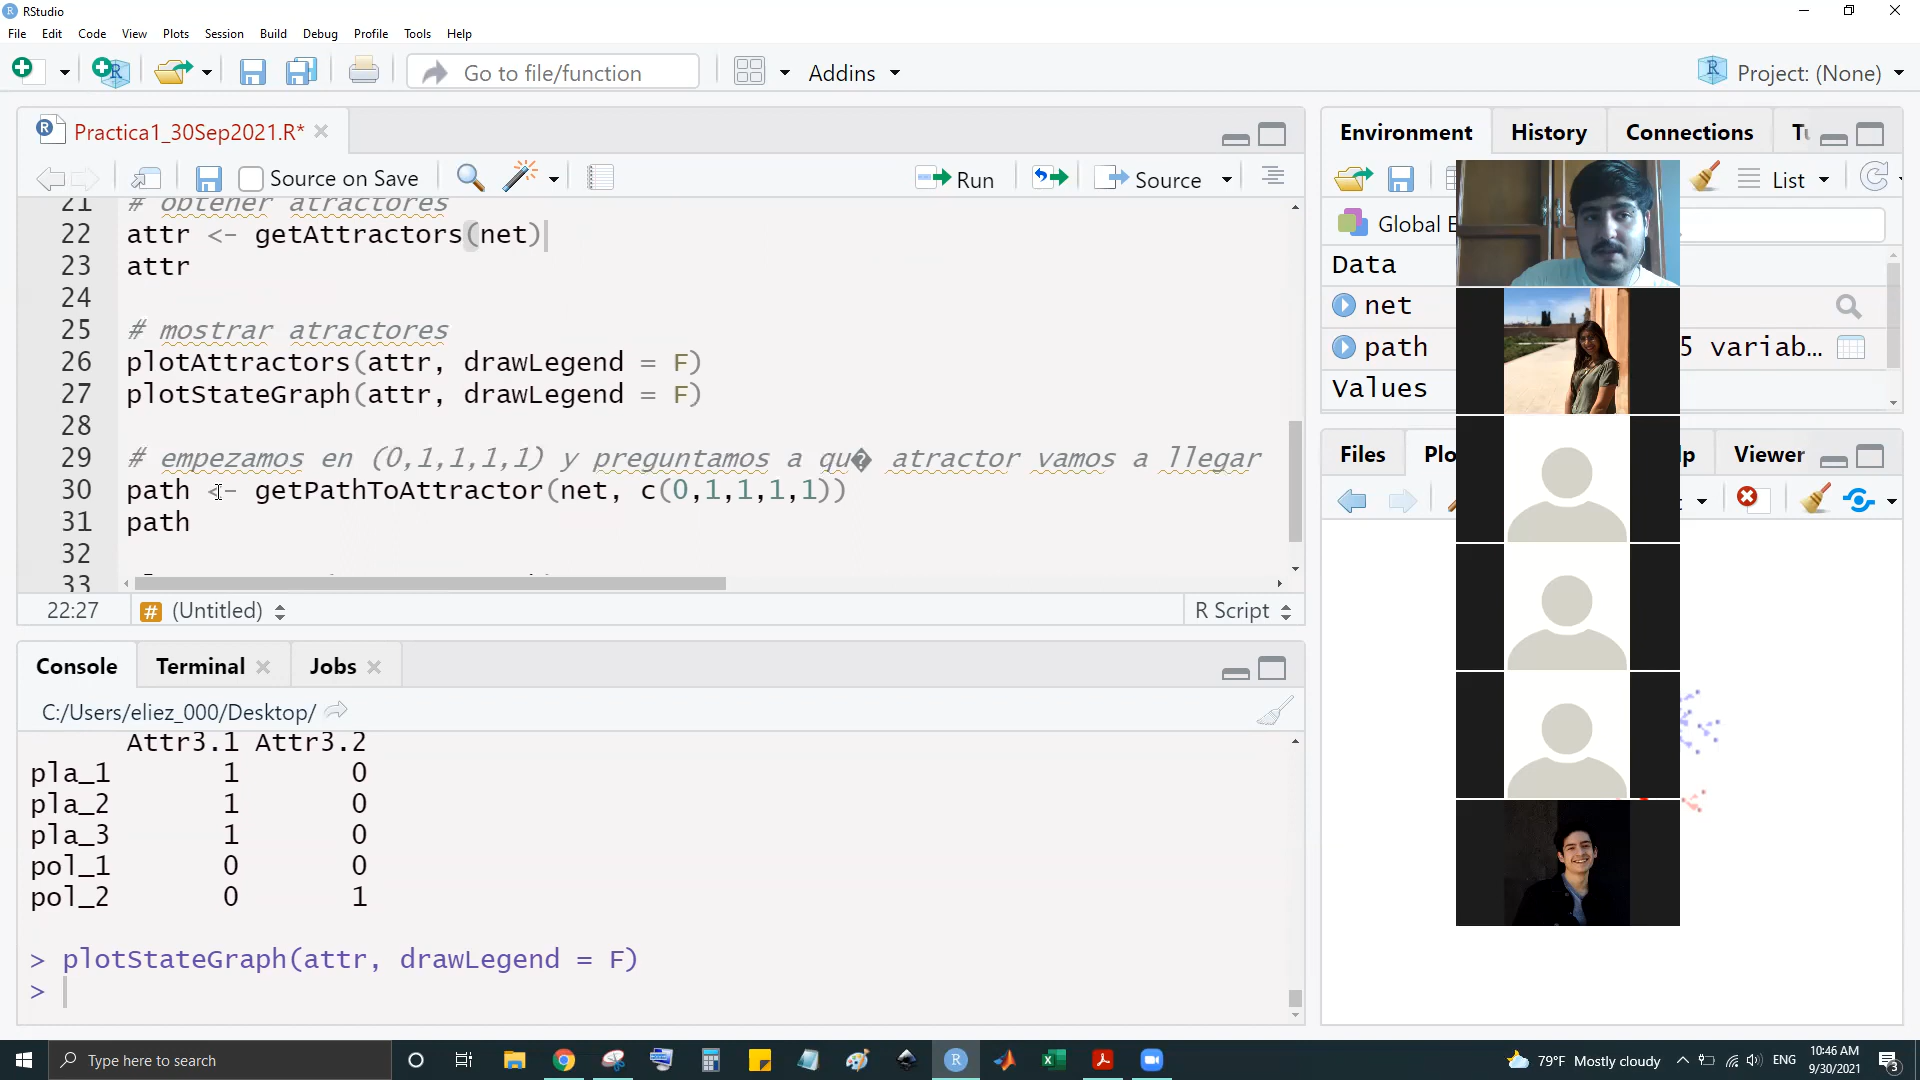 RStudio
File Edit Code View Plots Session Build Debug Profile Tools Help
Go to file/function
Addins
Project: (None)
Practica1_30Sep2021.R*
Source on Save
Run
Source
21 # obtener atractores
22 attr <- getAttractors(net)
23 attr
24
25 # mostrar atractores
26 plotAttractors(attr, drawLegend = F)
27 plotStateGraph(attr, drawLegend = F)
28
29 # empezamos en (0,1,1,1,1) y preguntamos a qu� atractor vamos a llegar
30 path <- getPathToAttractor(net, c(0,1,1,1,1))
31 path
32
33
22:27
# (Untitled)
R Script
Console Terminal Jobs
C:/Users/eliez_000/Desktop/
Attr3.1 Attr3.2
pla_1 1 0
pla_2 1 0
pla_3 1 0
pol_1 0 0
pol_2 0 1
> plotStateGraph(attr, drawLegend = F)
>
Environment History Connections Tu
List
Global E
Data
net
path 5 variab...
Values
Files Plo lp Viewer
Type here to search
79°F Mostly cloudy
ENG
10:46 AM
9/30/2021
3